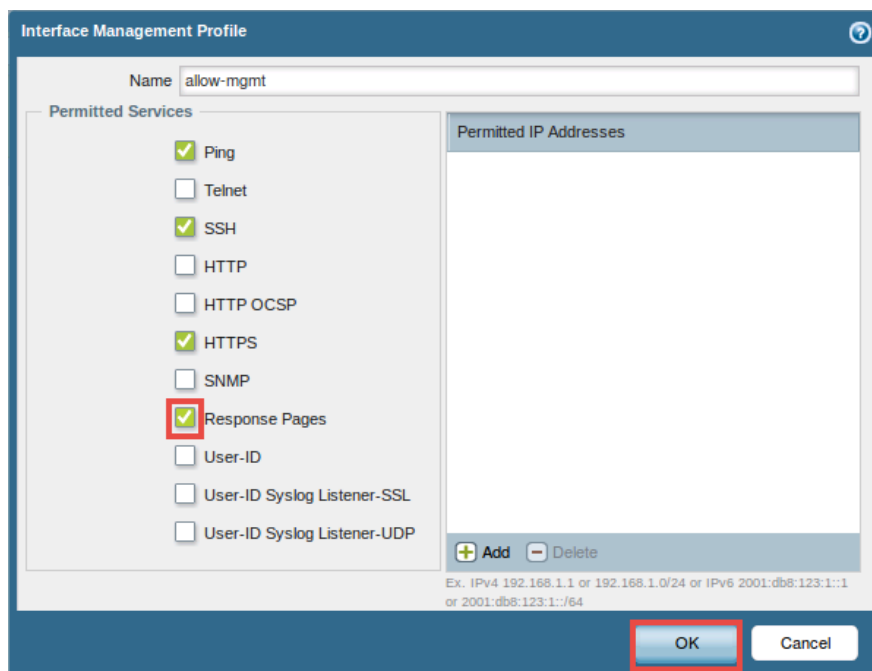 Interface Management Profile
Name allow-mgmt
Permitted Services
Ping
Telnet
SSH
HTTP
HTTP OCSP
HTTPS
SNMP
Response Pages
User-ID
User-ID Syslog Listener-SSL
User-ID Syslog Listener-UDP
Permitted IP Addresses
Add Delete
Ex. IPv4 192.168.1.1 or 192.168.1.0/24 or IPv6 2001:db8:123:1::1
or 2001:db8:123:1::/64
OK Cancel